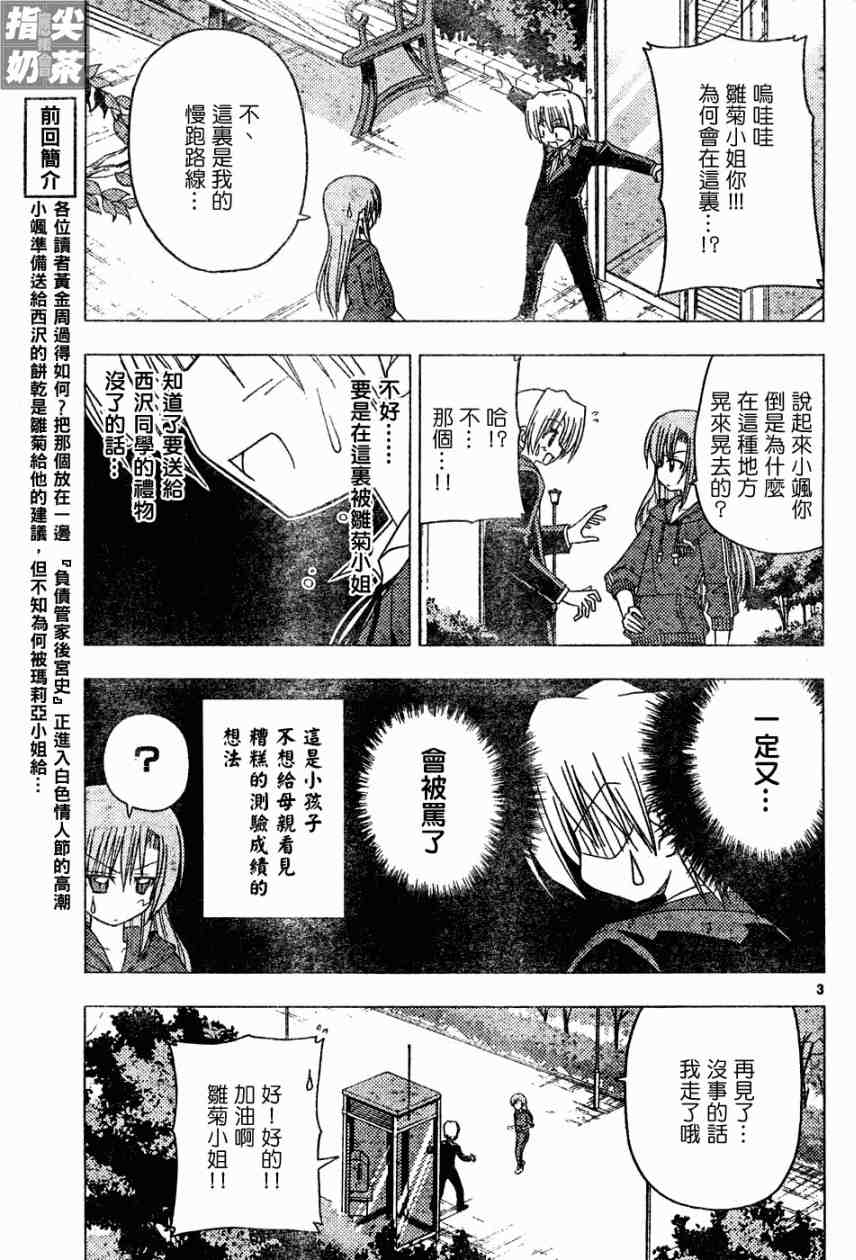 指尖
奶茶
前回簡介
各位讀者黃金周過得如何？把那個放在一邊 『負債管家後宮史』正進入白色情人節的高潮
小颯準備送給西沢的餅乾是雛菊給他的建議，但不知為何被瑪莉亞小姐給…
嗚哇哇
雛菊小姐你!!!
為何會在這裏…!?
不、
這裏是我的
慢跑路線…
說起來小颯你
倒是為什麼
在這種地方
晃來晃去的？
哈!?
不…
那個…!!
不好……
要是在這裏被雛菊小姐
知道了要送給
西沢同學的禮物
沒了的話…
一定又…
會被罵了
這是小孩子
不想給母親看見
糟糕的測驗成績的
想法
？
3
再見了…
沒事的話
我走了哦
好！好的!!
加油啊
雛菊小姐!!